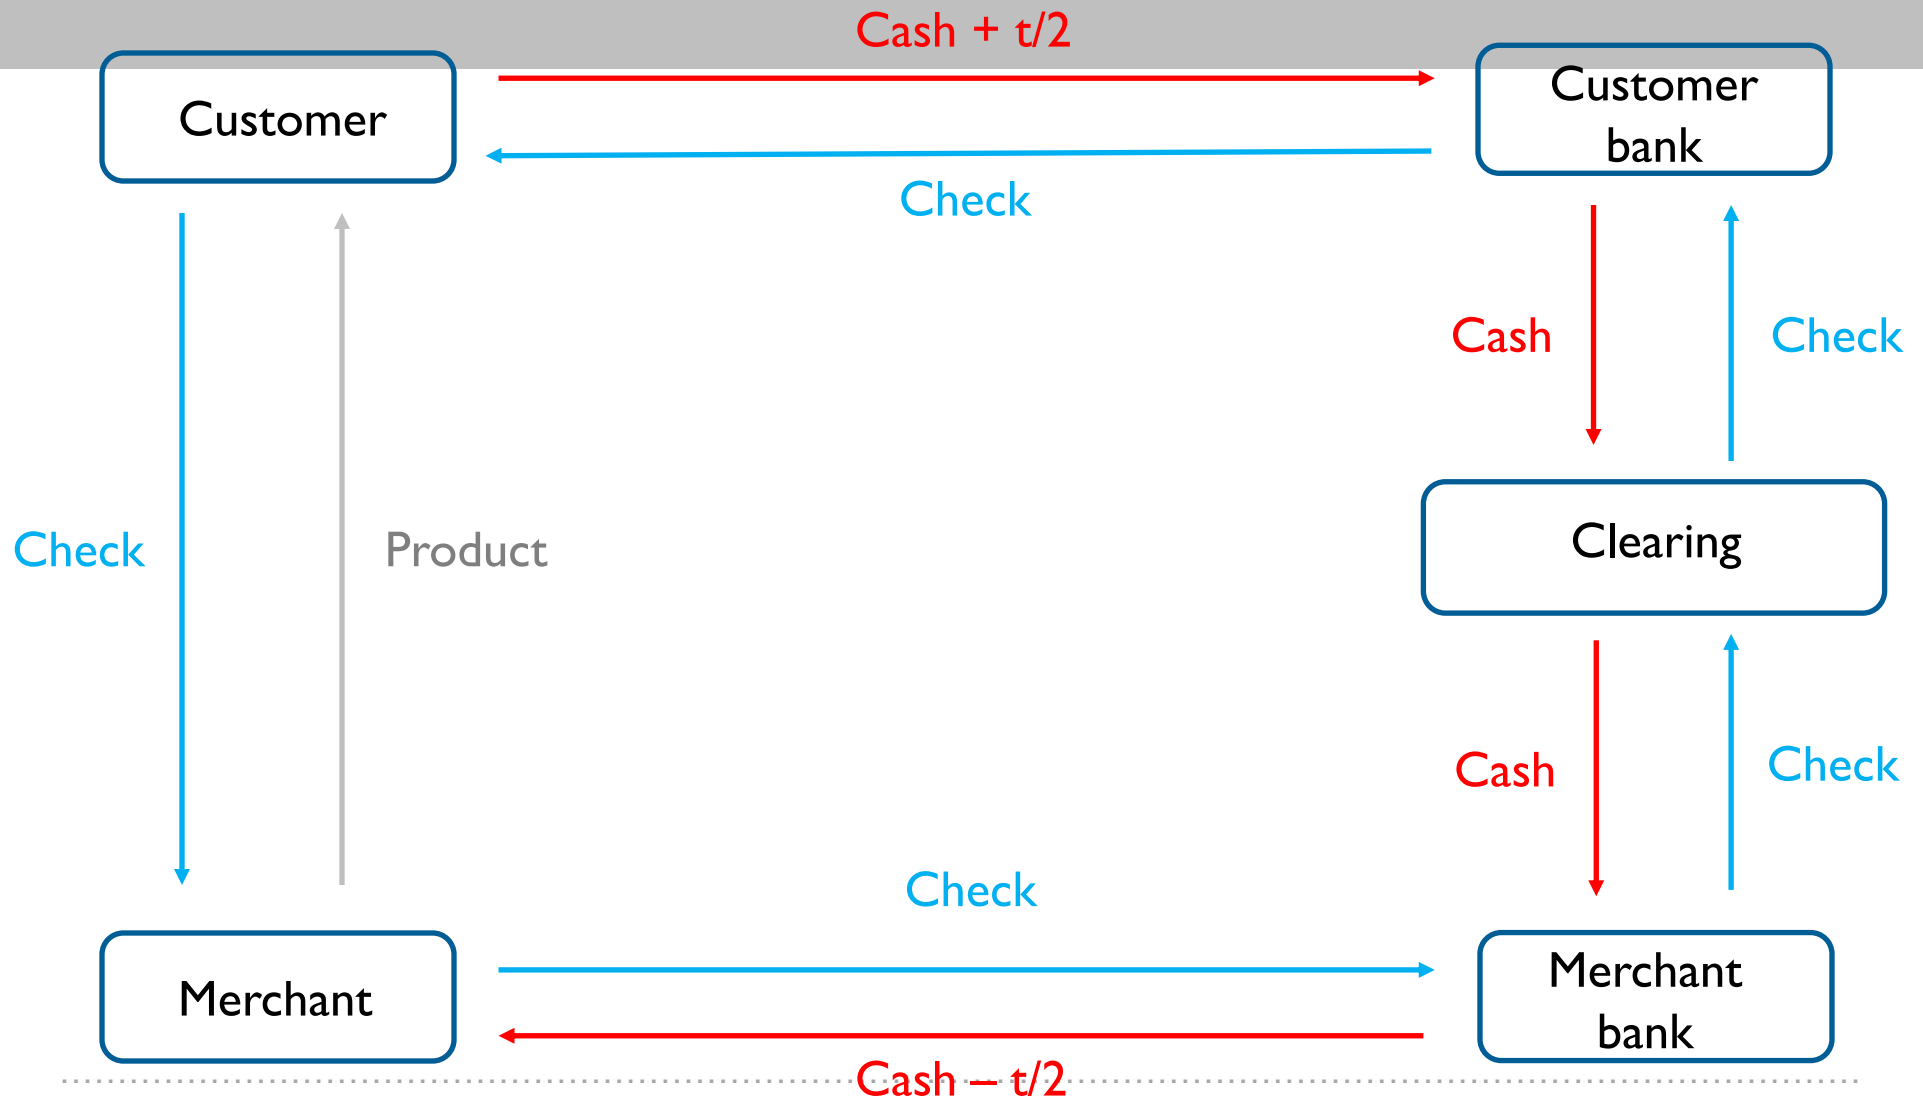 Cash + t/2
Customer
Customer
bank
Check
Cash
Check
Check
Product
Clearing
Cash
Check
Check
Merchant
Merchant
bank
Cash – t/2